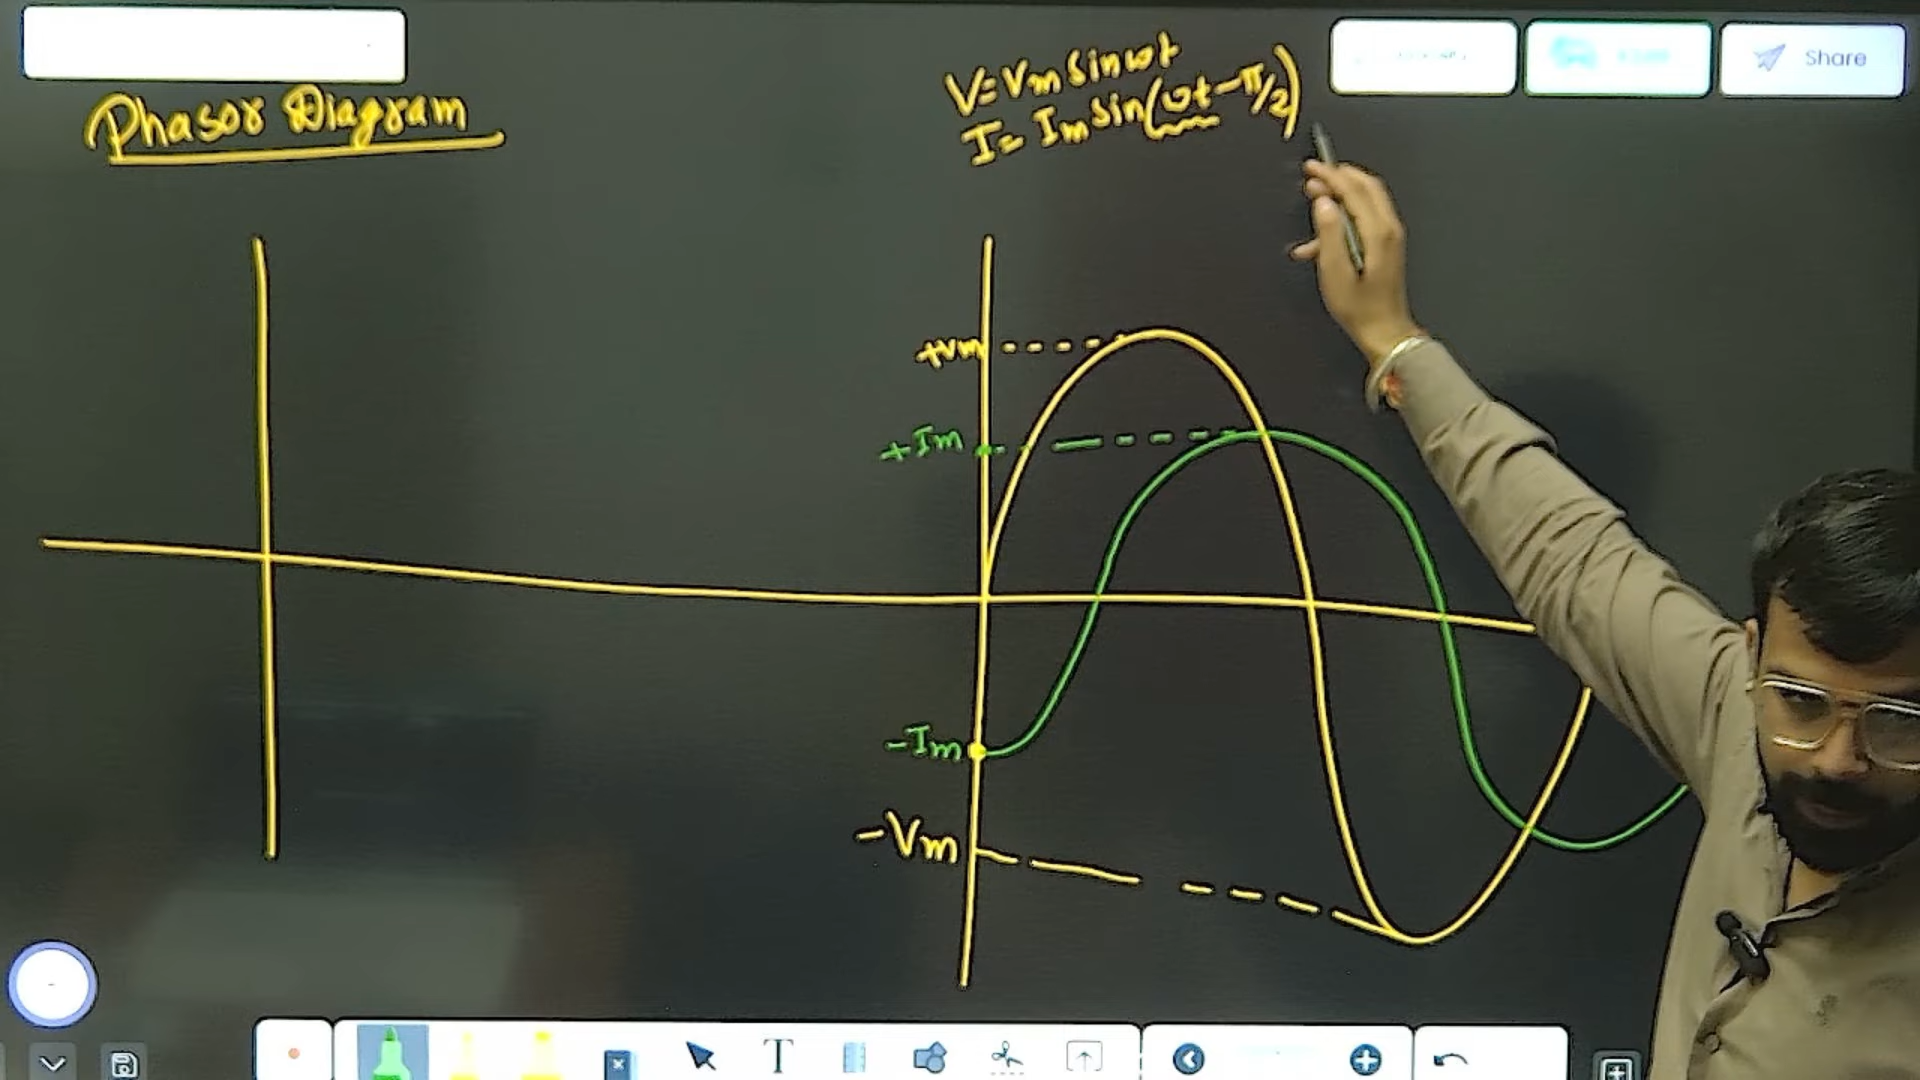 Phasor Diagram
V=Vm sinωt
I= Im sin(ωt-π/2)
Share
+Vm
+Im
-Im
-Vm
T